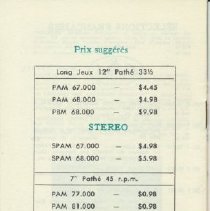 Prix suggérés
Long Jeux 12" Pathé 33⅓
PAM 67.000 — $4.45
PAM 68.000 — $4.98
PBM 68.000 — $9.98
STEREO
SPAM 67.000 — $4.98
SPAM 68.000 — $5.98
7" Pathé 45 r.p.m.
PAM 77.000 — $0.98
PAM 81.000 — $0.98